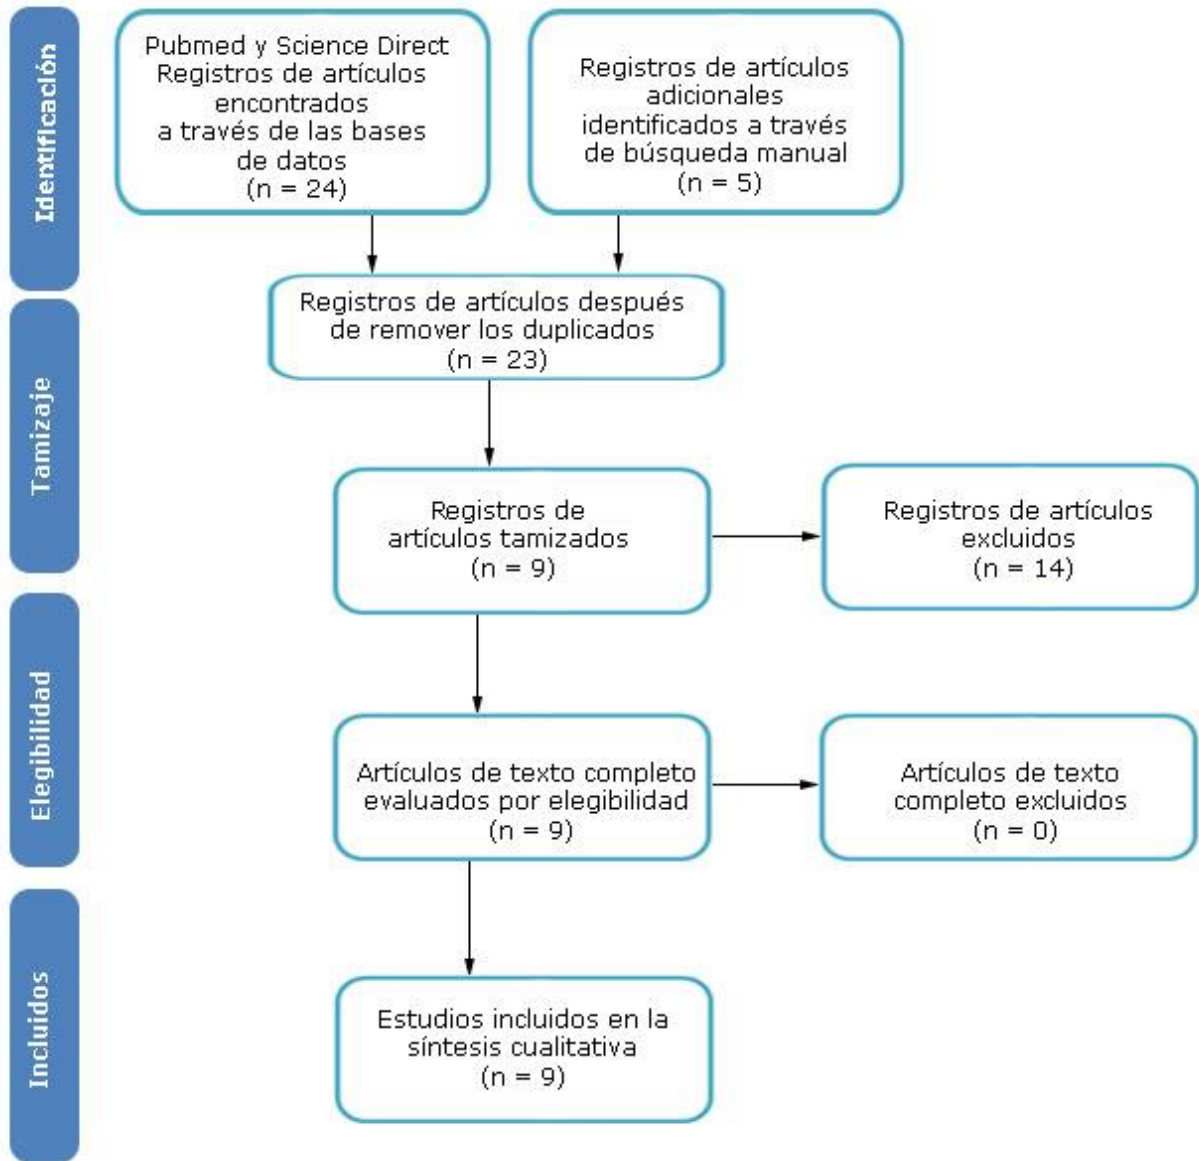 Identificación
Pubmed y Science Direct
Registros de artículos
encontrados
a través de las bases
de datos
(n = 24)
Registros de artículos
adicionales
identificados a través
de búsqueda manual
(n = 5)
Tamizaje
Registros de artículos después
de remover los duplicados
(n = 23)
Registros de
artículos tamizados
(n = 9)
Registros de artículos
excluidos
(n = 14)
Elegibilidad
Artículos de texto completo
evaluados por elegibilidad
(n = 9)
Artículos de texto
completo excluidos
(n = 0)
Incluidos
Estudios incluidos en la
síntesis cualitativa
(n = 9)